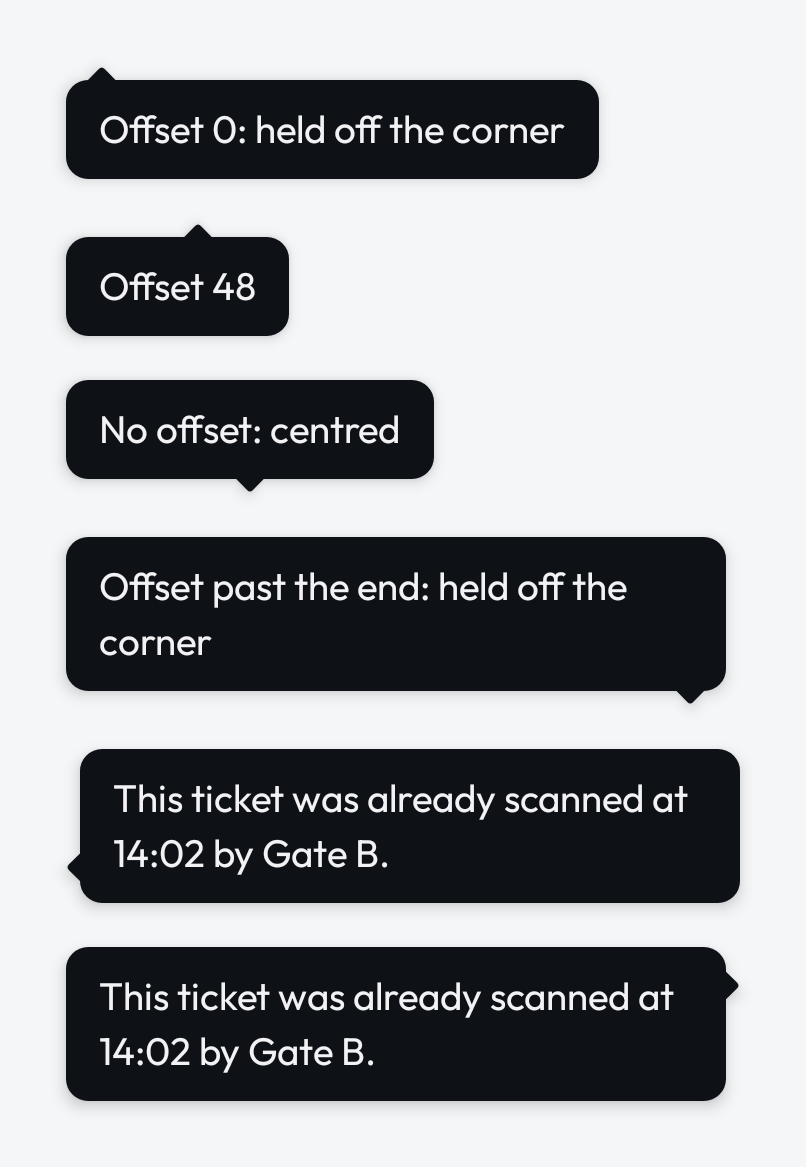 Offset 0: held off the corner
Offset 48
No offset: centred
Offset past the end: held off the
corner
This ticket was already scanned at
14:02 by Gate B.
This ticket was already scanned at
14:02 by Gate B.